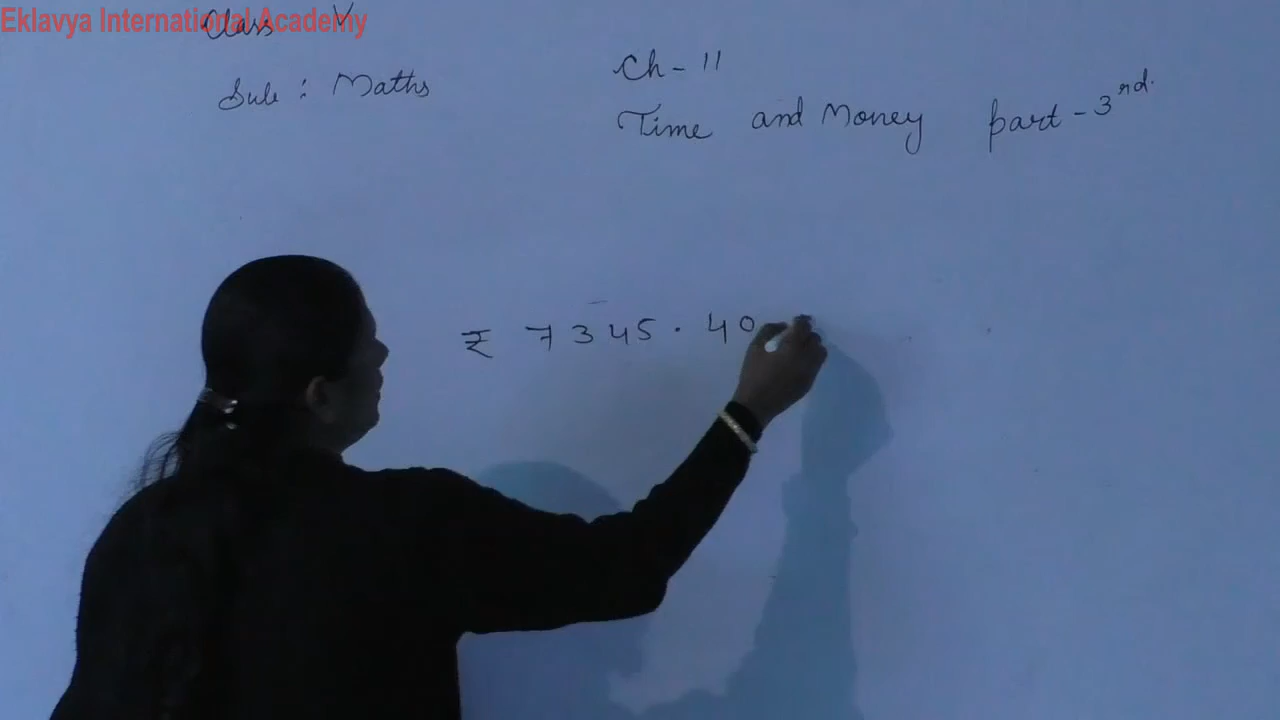 Eklavya International Academy
Class V
Sub : Maths
Ch - 11
Time and Money part - 3rd.
₹ 7345.40